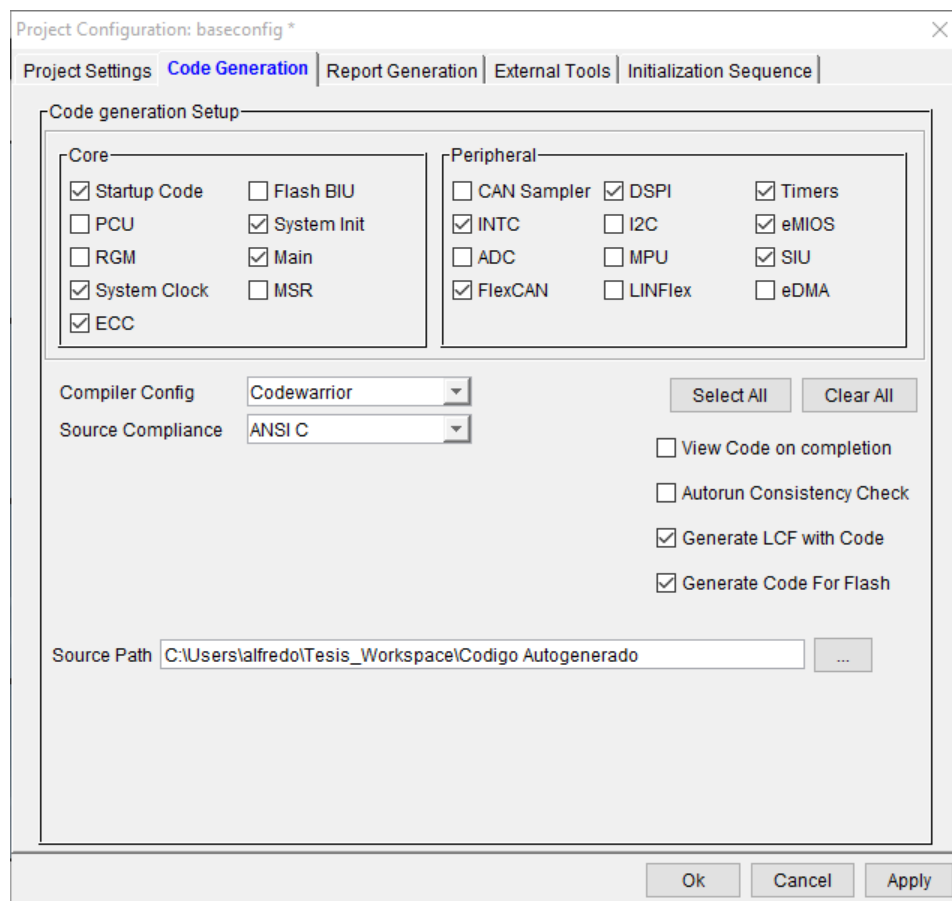 Project Configuration: baseconfig *
Project Settings Code Generation Report Generation External Tools Initialization Sequence
Code generation Setup
Core
Startup Code Flash BIU
PCU System Init
RGM Main
System Clock MSR
ECC
Peripheral
CAN Sampler DSPI Timers
INTC I2C eMIOS
ADC MPU SIU
FlexCAN LINFlex eDMA
Compiler Config Codewarrior
Source Compliance ANSI C
Select All Clear All
View Code on completion
Autorun Consistency Check
Generate LCF with Code
Generate Code For Flash
Source Path C:\Users\alfredo\Tesis_Workspace\Codigo Autogenerado ...
Ok Cancel Apply